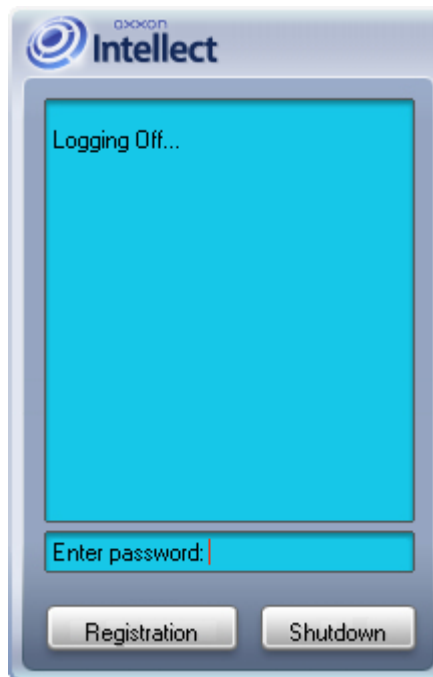 axxon
Intellect
Logging Off...
Enter password:
Registration
Shutdown